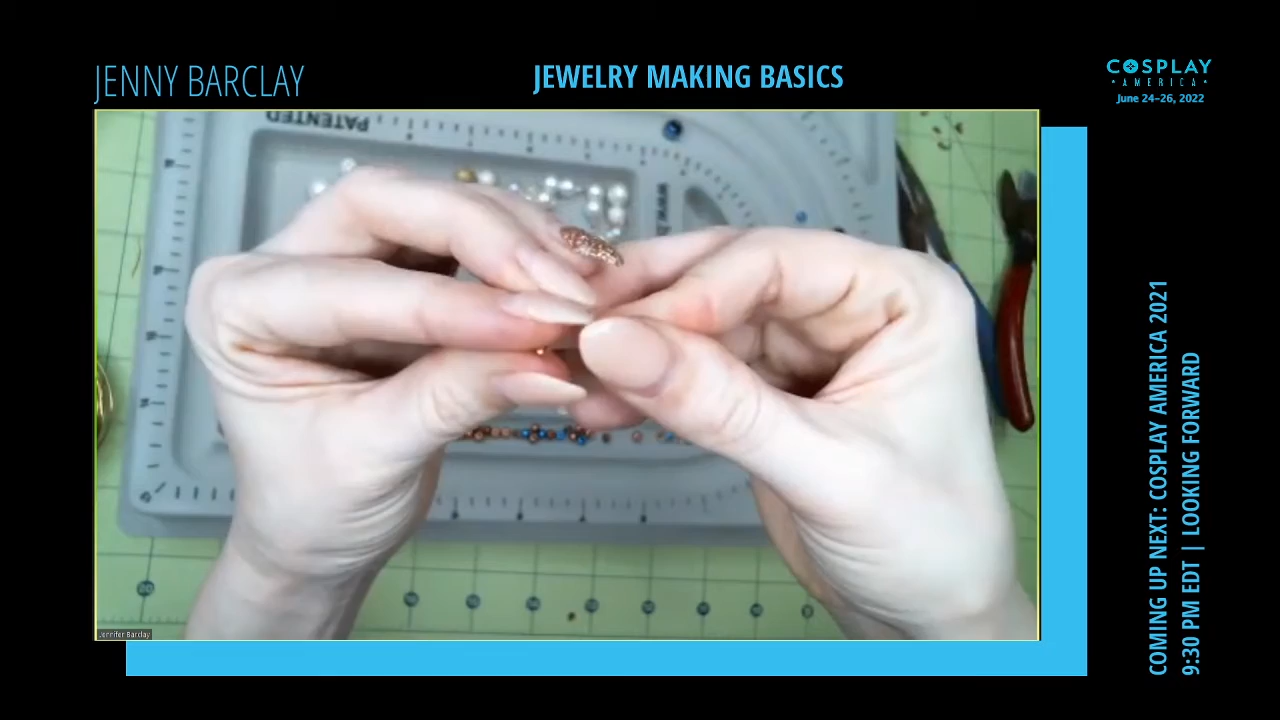 JENNY BARCLAY
JEWELRY MAKING BASICS
COSPLAY
AMERICA
June 24-26, 2022
PATENTED
Jennifer Barclay
COMING UP NEXT: COSPLAY AMERICA 2021
9:30 PM EDT | LOOKING FORWARD